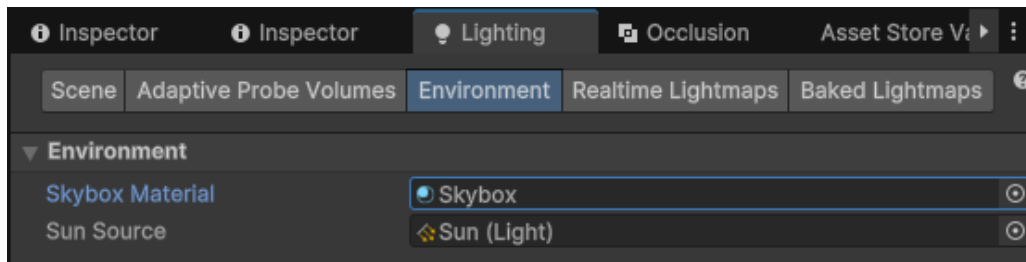 Inspector Inspector Lighting Occlusion Asset Store Va
Scene Adaptive Probe Volumes Environment Realtime Lightmaps Baked Lightmaps
Environment
Skybox Material Skybox
Sun Source Sun (Light)